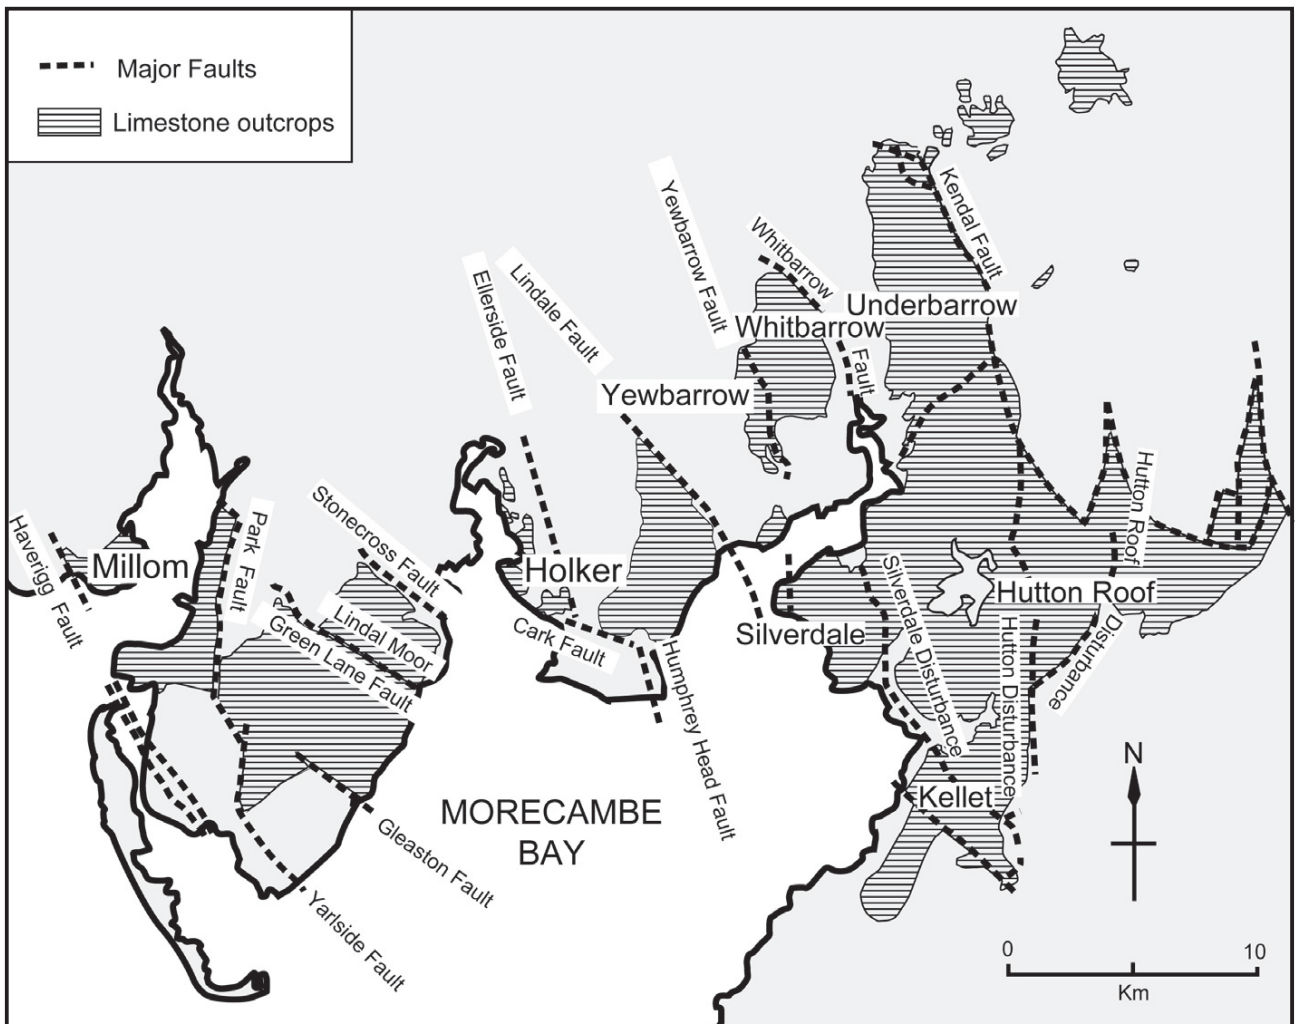 Major Faults
Limestone outcrops
Kendal Fault
Yewbarrow Fault
Whitbarrow
Fault
Ellerside Fault
Lindale Fault
Underbarrow
Whitbarrow
Yewbarrow
Hutton Roof
Disturbance
Stonecross Fault
Park Fault
Haverigg Fault
Millom
Holker
Silverdale Disturbance
Hutton Roof
Lindal Moor
Green Lane Fault
Cark Fault
Silverdale
Humphrey Head Fault
Hutton Disturbance
N
Kellet
MORECAMBE
BAY
Gleaston Fault
Yarlside Fault
0 10
Km